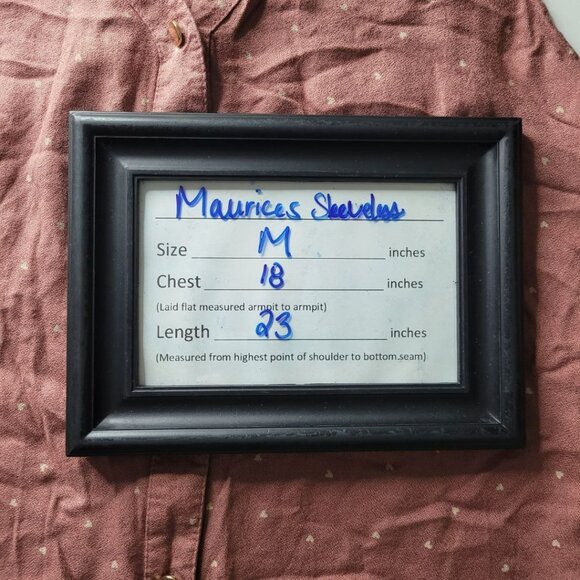 Maurices Sleeveless
Size M inches
Chest 18 inches
(Laid flat measured armpit to armpit)
Length 23 inches
(Measured from highest point of shoulder to bottom seam)